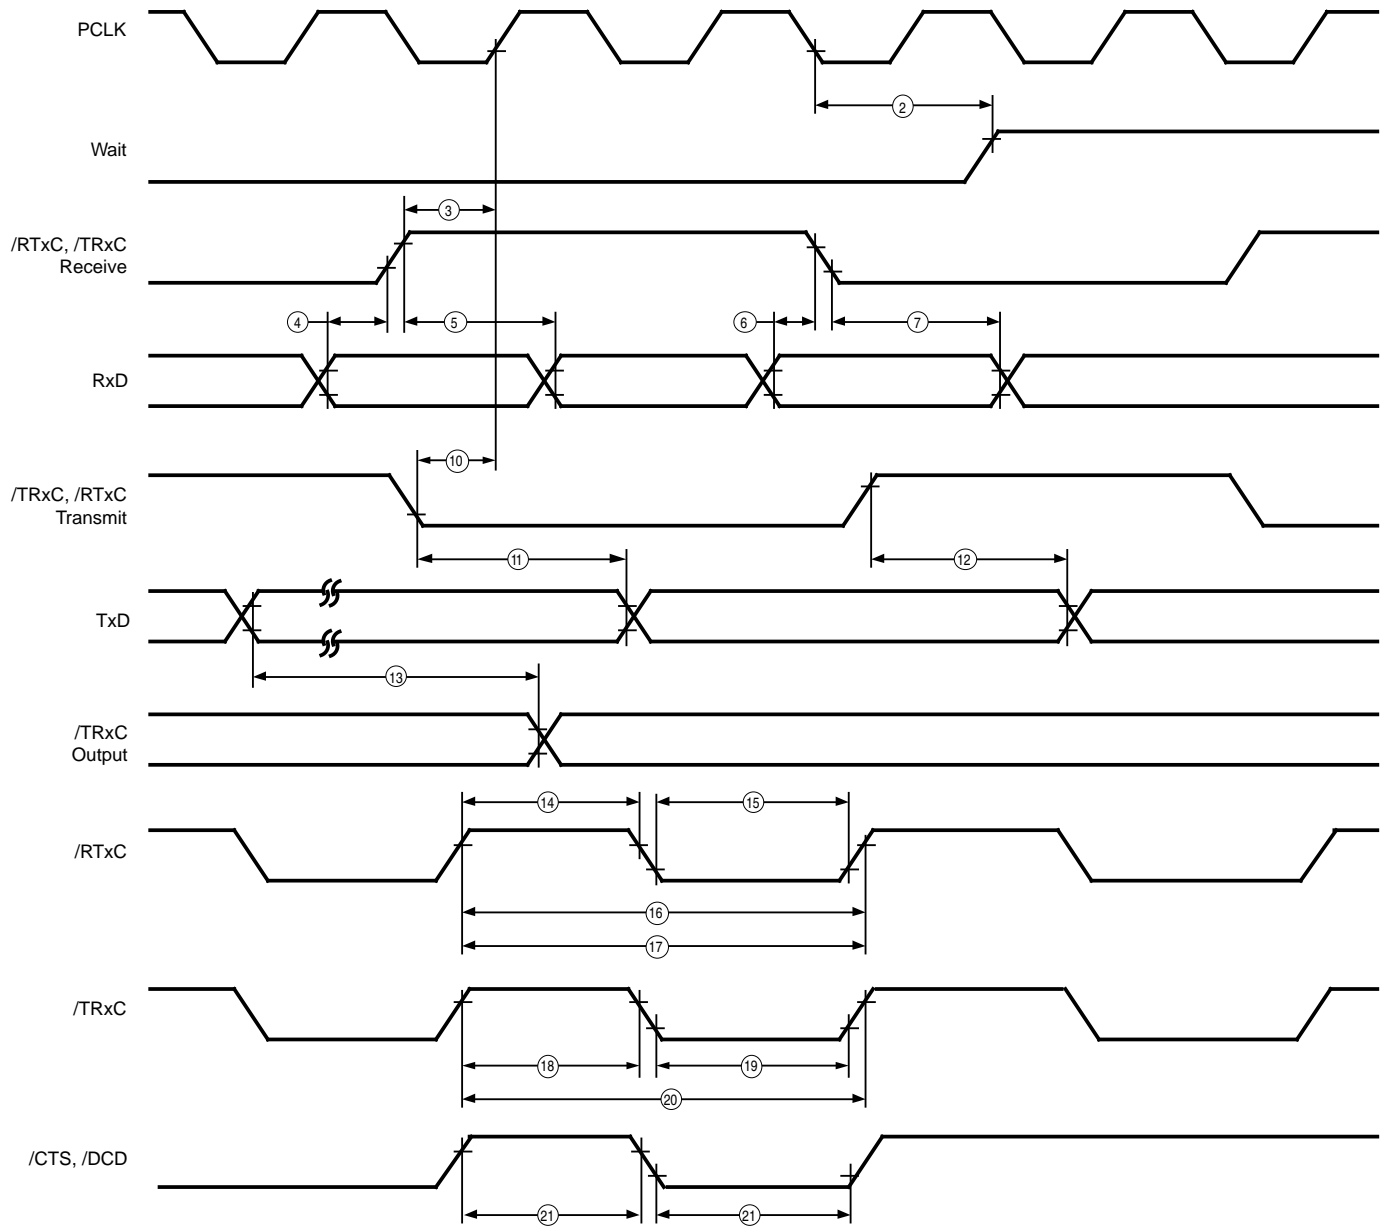 PCLK
2
Wait
3
/RTxC, /TRxC
Receive
4
5
6
7
RxD
10
/TRxC, /RTxC
Transmit
11
12
TxD
13
/TRxC
Output
14
15
/RTxC
16
17
/TRxC
18
19
20
/CTS, /DCD
21
21